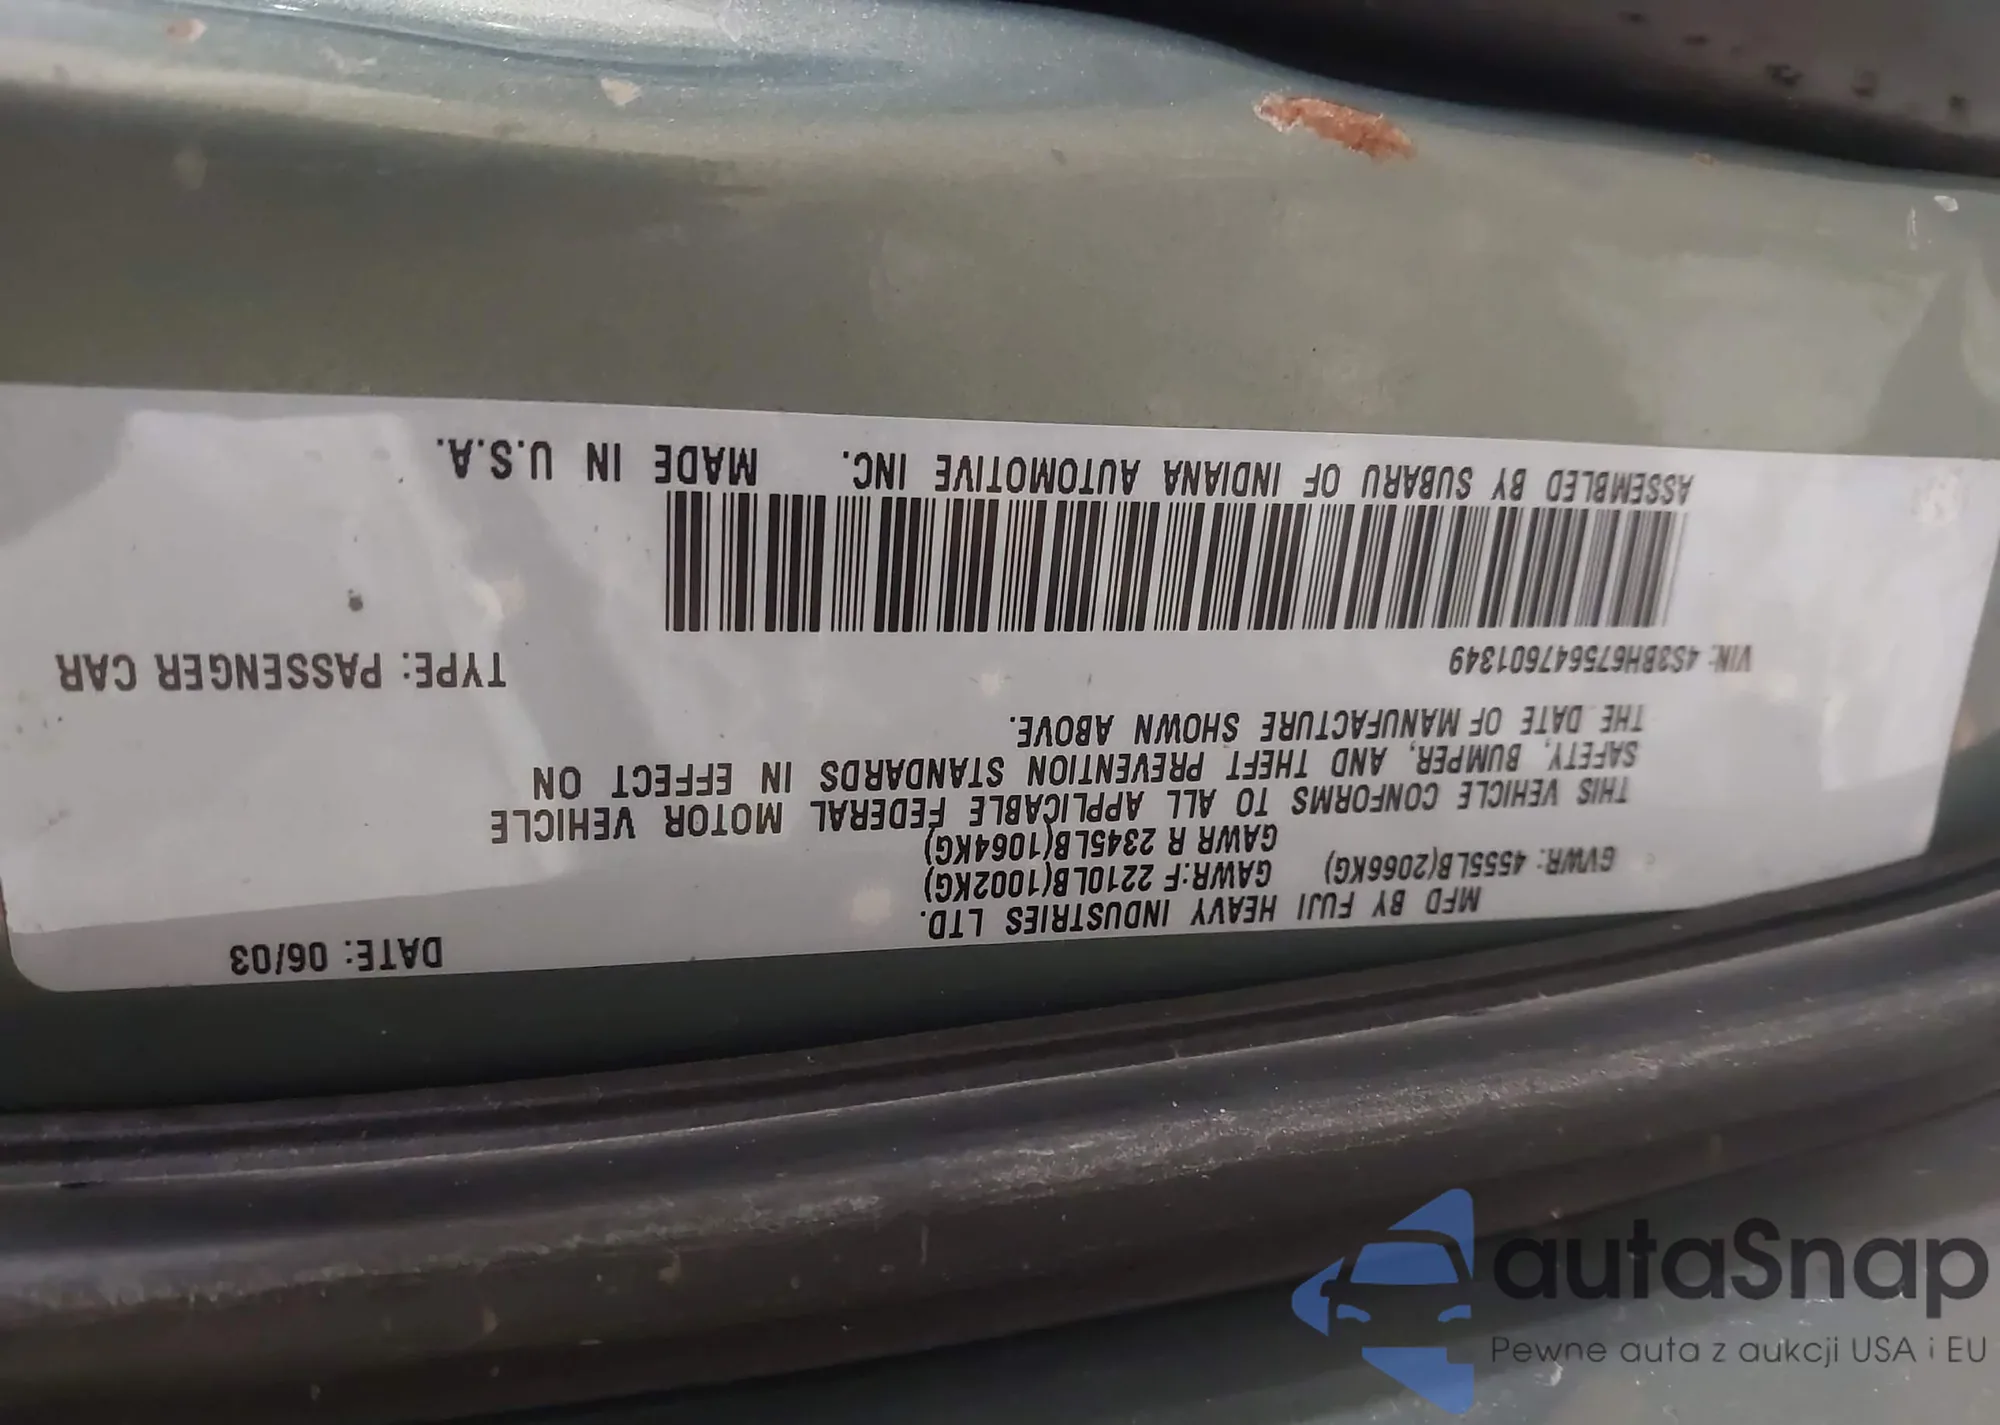 MFD BY FUJI HEAVY INDUSTRIES LTD. DATE: 06/03
GVWR: 4555LB(2066KG) GAWR:F 2210LB(1002KG)
GAWR R 2345LB(1064KG)
THIS VEHICLE CONFORMS TO ALL APPLICABLE FEDERAL MOTOR VEHICLE
SAFETY, BUMPER, AND THEFT PREVENTION STANDARDS IN EFFECT ON
THE DATE OF MANUFACTURE SHOWN ABOVE.
VIN: 4S3BH675647601349 TYPE: PASSENGER CAR
ASSEMBLED BY SUBARU OF INDIANA AUTOMOTIVE INC. MADE IN U.S.A.
autaSnap
Pewne auta z aukcji USA i EU